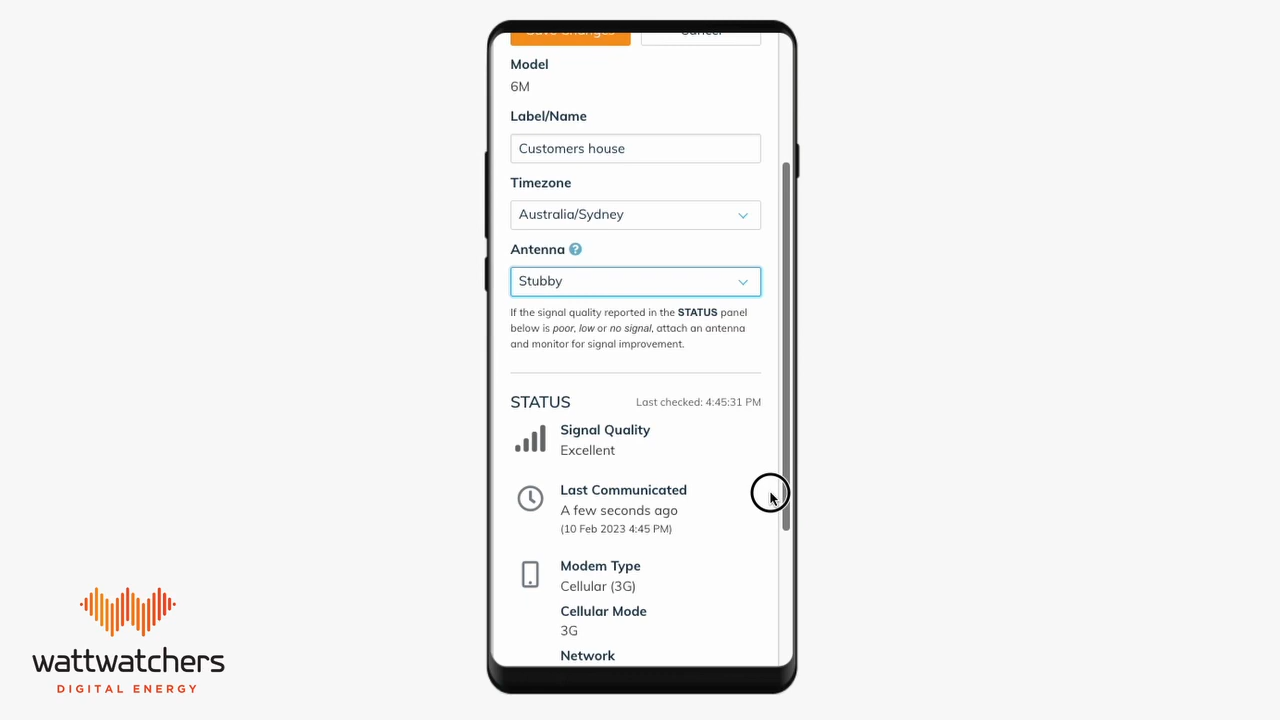 Save Changes
Cancel
Model
6M
Label/Name
Customers house
Timezone
Australia/Sydney
Antenna ?
Stubby
If the signal quality reported in the STATUS panel
below is poor, low or no signal, attach an antenna
and monitor for signal improvement.
STATUS
Last checked: 4:45:31 PM
Signal Quality
Excellent
Last Communicated
A few seconds ago
(10 Feb 2023 4:45 PM)
Modem Type
Cellular (3G)
Cellular Mode
3G
Network
wattwatchers
DIGITAL ENERGY